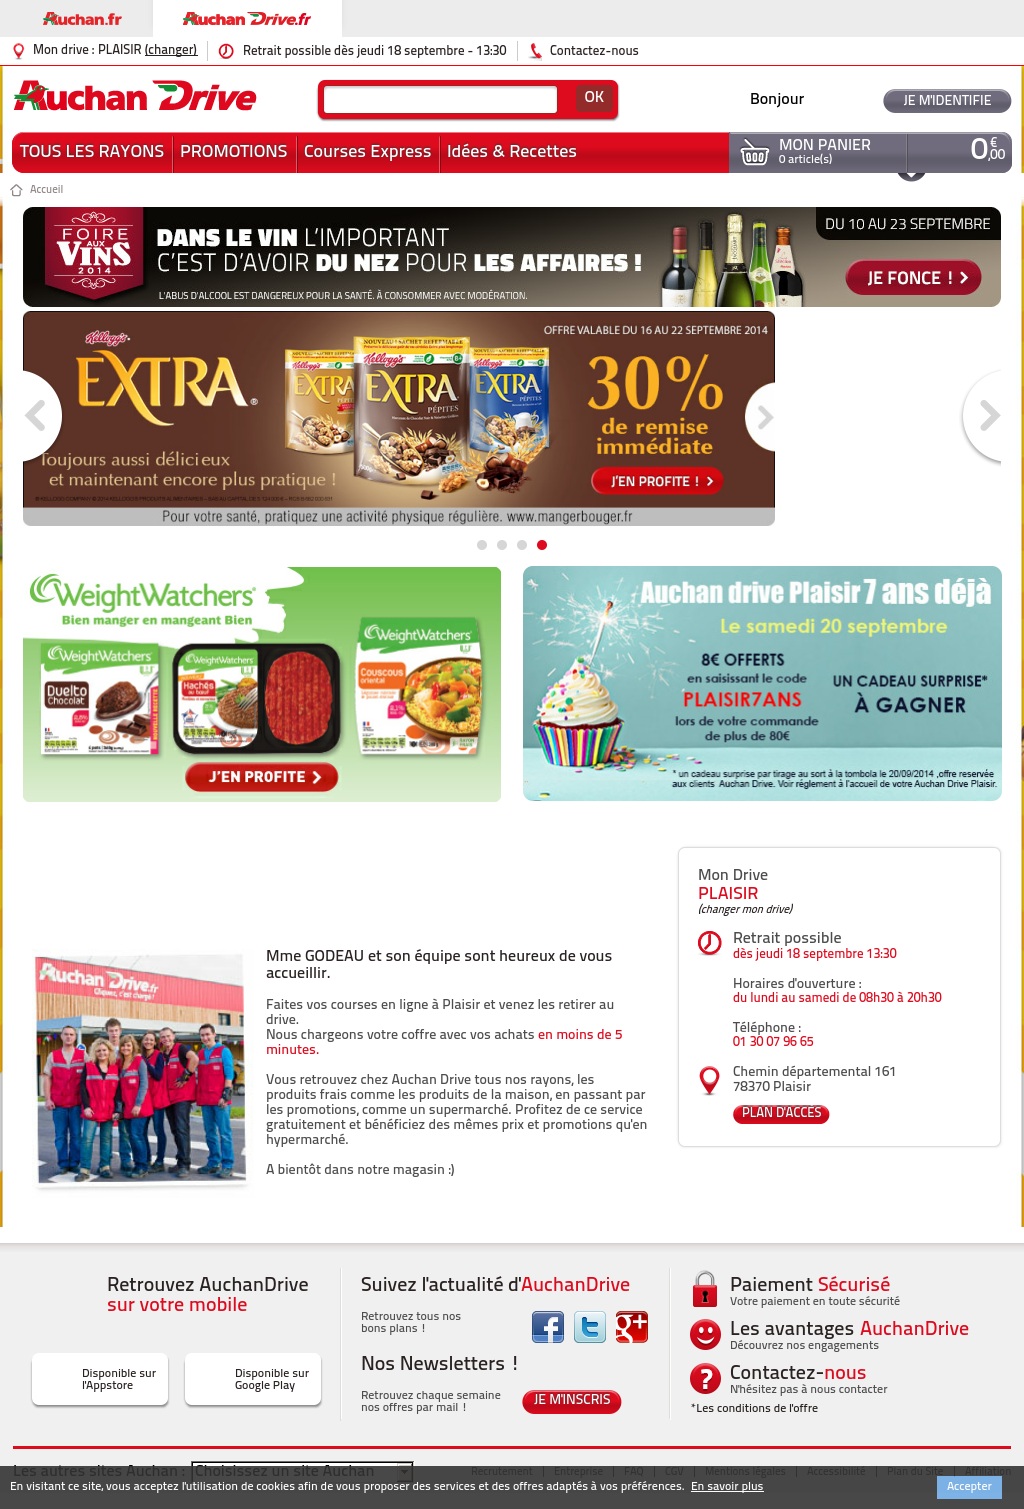 Auchan.fr
AuchanDrive.fr
Mon drive : PLAISIR (changer)
Retrait possible dès jeudi 18 septembre - 13:30
Contactez-nous
Auchan Drive
OK
Bonjour
JE M'IDENTIFIE
TOUS LES RAYONS
PROMOTIONS
Courses Express
Idées & Recettes
MON PANIER
0 article(s)
0€,00
Accueil
FOIRE
AUX
VINS
2014
DANS LE VIN L'IMPORTANT
C'EST D'AVOIR DU NEZ POUR LES AFFAIRES !
L'ABUS D'ALCOOL EST DANGEREUX POUR LA SANTÉ. À CONSOMMER AVEC MODÉRATION.
DU 10 AU 23 SEPTEMBRE
JE FONCE !
OFFRE VALABLE DU 16 AU 22 SEPTEMBRE 2014
Kellogg's
EXTRA®
Kellogg's
EXTRA
PÉPITES
Kellogg's
EXTRA
PÉPITES
30%
de remise
immédiate
J'EN PROFITE !
Toujours aussi délicieux
et maintenant encore plus pratique !
Pour votre santé, pratiquez une activité physique régulière. www.mangerbouger.fr
WeightWatchers
Bien manger en mangeant Bien
WeightWatchers
Duelto
Chocolat
WeightWatchers
Hachés
au bœuf
WeightWatchers
Couscous
oriental
J'EN PROFITE
Auchan drive Plaisir 7 ans déjà
Le samedi 20 septembre
8€ OFFERTS
en saisissant le code
PLAISIR7ANS
lors de votre commande
de plus de 80€
UN CADEAU SURPRISE*
À GAGNER
* un cadeau surprise par tirage au sort à la tombola le 20/09/2014 ,offre reservée
aux clients Auchan Drive. Voir réglement à l'accueil de votre Auchan Drive Plaisir.
Mon Drive
PLAISIR
(changer mon drive)
Retrait possible
dès jeudi 18 septembre 13:30
Horaires d'ouverture :
du lundi au samedi de 08h30 à 20h30
Téléphone :
01 30 07 96 65
Chemin départemental 161
78370 Plaisir
PLAN D'ACCES
Auchan Drive.fr
Cliquez, c'est chargé !
Mme GODEAU et son équipe sont heureux de vous
accueillir.
Faites vos courses en ligne à Plaisir et venez les retirer au
drive.
Nous chargeons votre coffre avec vos achats en moins de 5
minutes.
Vous retrouvez chez Auchan Drive tous nos rayons, les
produits frais comme les produits de la maison, en passant par
les promotions, comme un supermarché. Profitez de ce service
gratuitement et bénéficiez des mêmes prix et promotions qu'en
hypermarché.
A bientôt dans notre magasin :)
Retrouvez AuchanDrive
sur votre mobile
Disponible sur
l'Appstore
Disponible sur
Google Play
Suivez l'actualité d'AuchanDrive
Retrouvez tous nos
bons plans !
Nos Newsletters !
Retrouvez chaque semaine
nos offres par mail !
JE M'INSCRIS
Paiement Sécurisé
Votre paiement en toute sécurité
Les avantages AuchanDrive
Découvrez nos engagements
Contactez-nous
N'hésitez pas à nous contacter
*Les conditions de l'offre
Les autres sites Auchan : Choisissez un site Auchan
Recrutement | Entreprise | FAQ | CGV | Mentions légales | Accessibilité | Plan du Site | Affiliation
En visitant ce site, vous acceptez l'utilisation de cookies afin de vous proposer des services et des offres adaptés à vos préférences. En savoir plus
Accepter